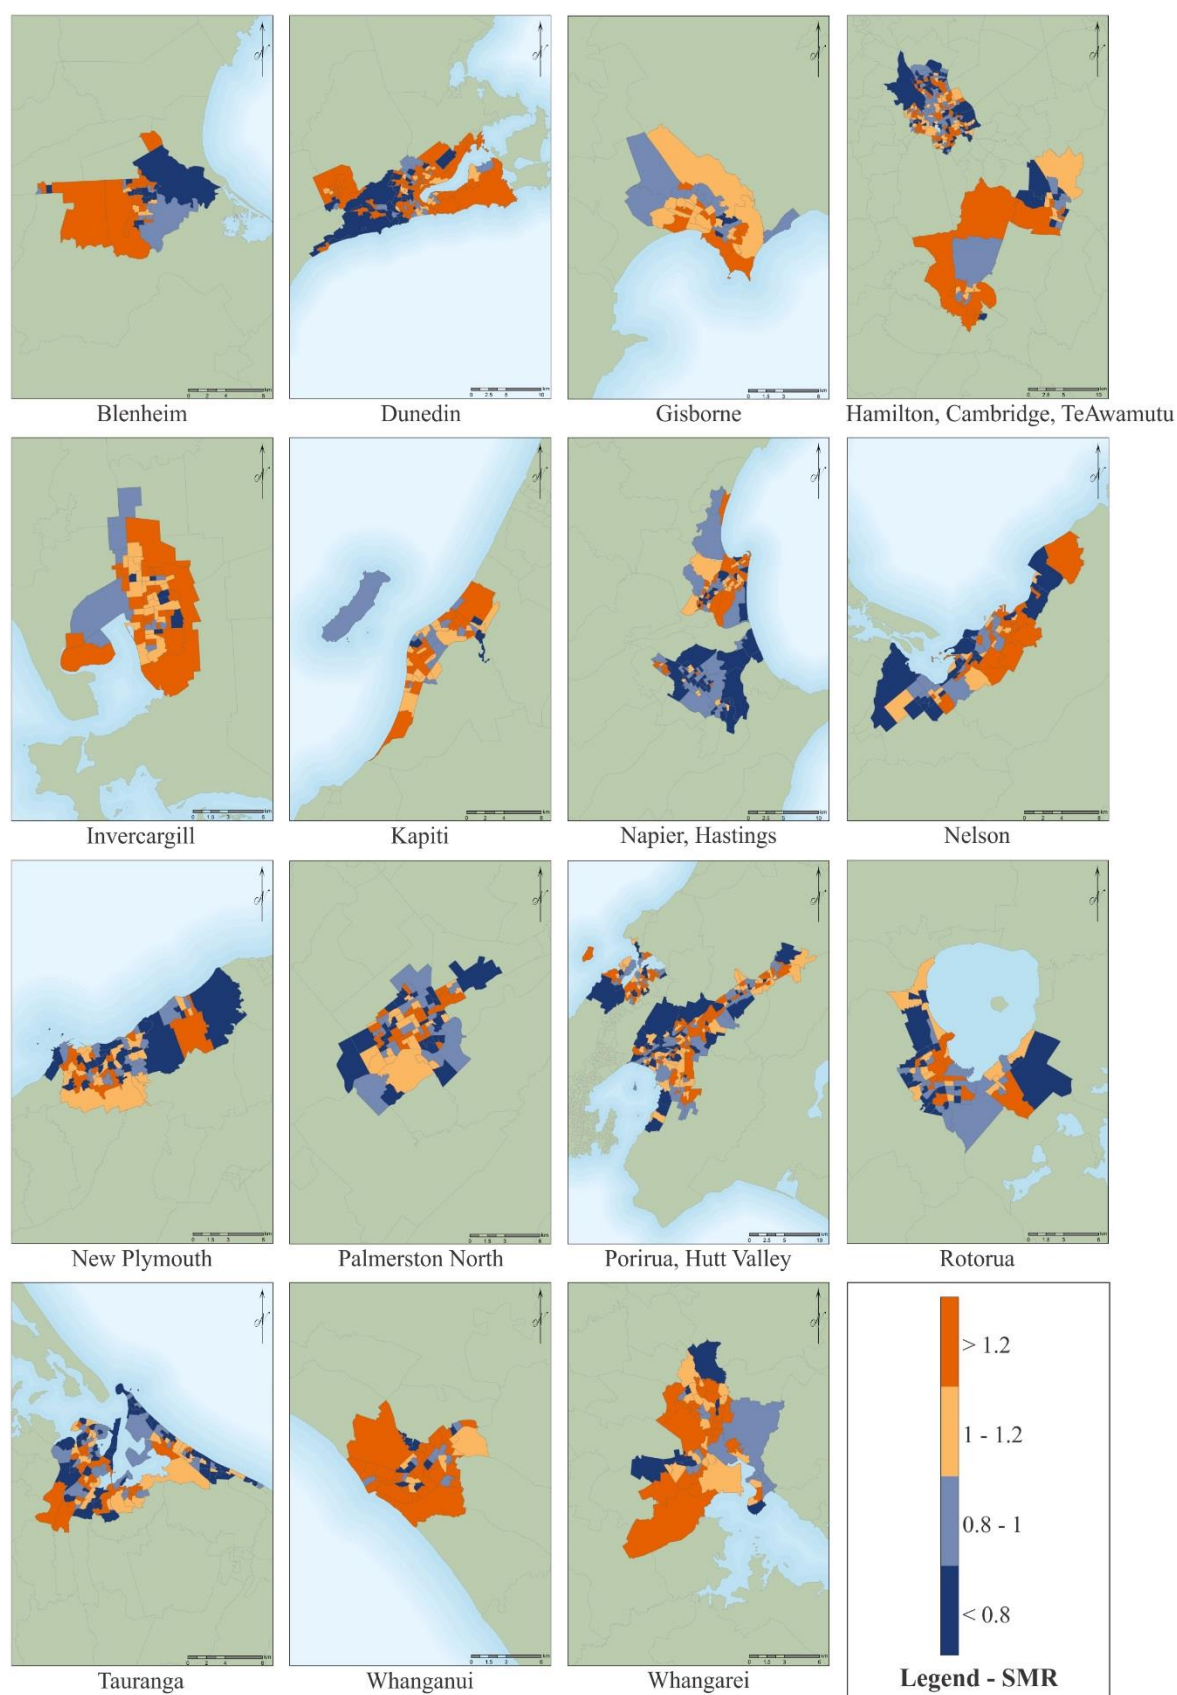 Blenheim
Dunedin
Gisborne
Hamilton, Cambridge, TeAwamutu
Invercargill
Kapiti
Napier, Hastings
Nelson
New Plymouth
Palmerston North
Porirua, Hutt Valley
Rotorua
Tauranga
Whanganui
Whangarei
> 1.2
1 - 1.2
0.8 - 1
< 0.8
Legend - SMR